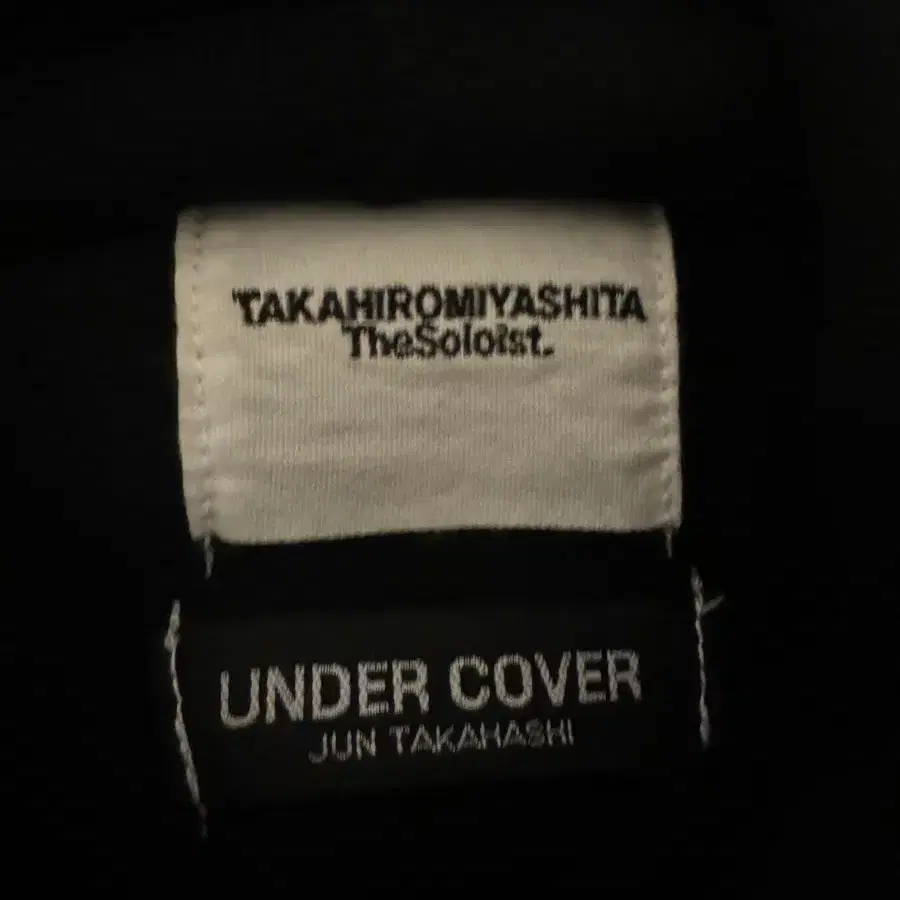 TAKAHIROMIYASHITA
TheSoloist.
UNDER COVER
JUN TAKAHASHI